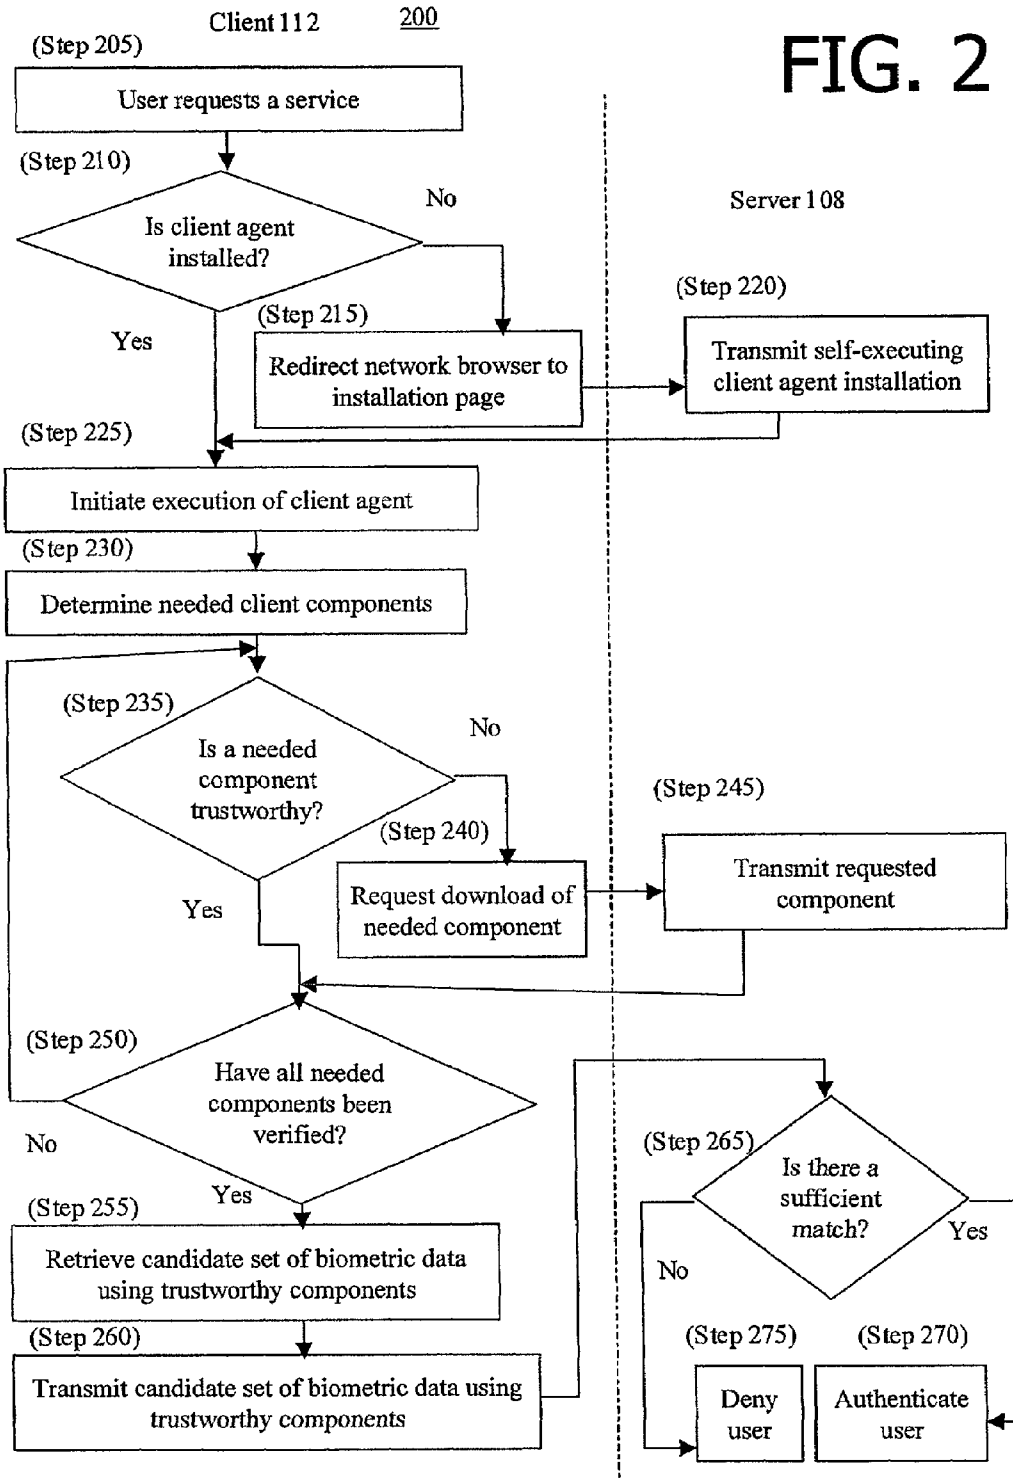 Client 112
200
FIG. 2
(Step 205)
User requests a service
(Step 210)
No
Server 108
Is client agent
installed?
(Step 220)
(Step 215)
Yes
Redirect network browser to
installation page
Transmit self-executing
client agent installation
(Step 225)
Initiate execution of client agent
(Step 230)
Determine needed client components
(Step 235)
No
Is a needed
component
trustworthy?
(Step 245)
(Step 240)
Yes
Request download of
needed component
Transmit requested
component
(Step 250)
Have all needed
components been
verified?
No
Yes
(Step 265)
Is there a
sufficient
match?
Yes
No
(Step 255)
Retrieve candidate set of biometric data
using trustworthy components
(Step 260)
Transmit candidate set of biometric data using
trustworthy components
(Step 275)
(Step 270)
Deny
user
Authenticate
user